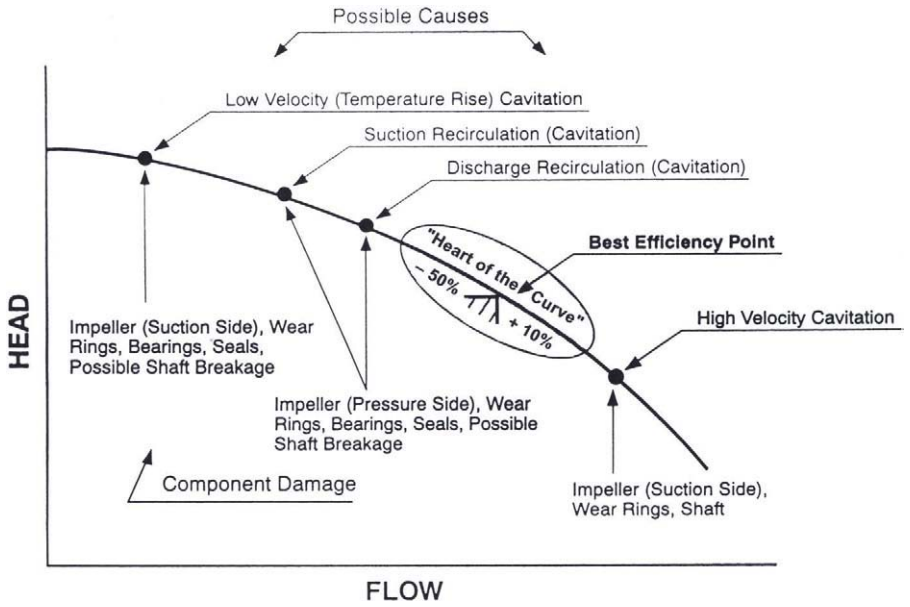 Possible Causes
Low Velocity (Temperature Rise) Cavitation
Suction Recirculation (Cavitation)
Discharge Recirculation (Cavitation)
"Heart of the Curve"
Best Efficiency Point
– 50%
+ 10%
High Velocity Cavitation
HEAD
Impeller (Suction Side), Wear
Rings, Bearings, Seals,
Possible Shaft Breakage
Impeller (Pressure Side), Wear
Rings, Bearings, Seals, Possible
Shaft Breakage
Component Damage
Impeller (Suction Side),
Wear Rings, Shaft
FLOW